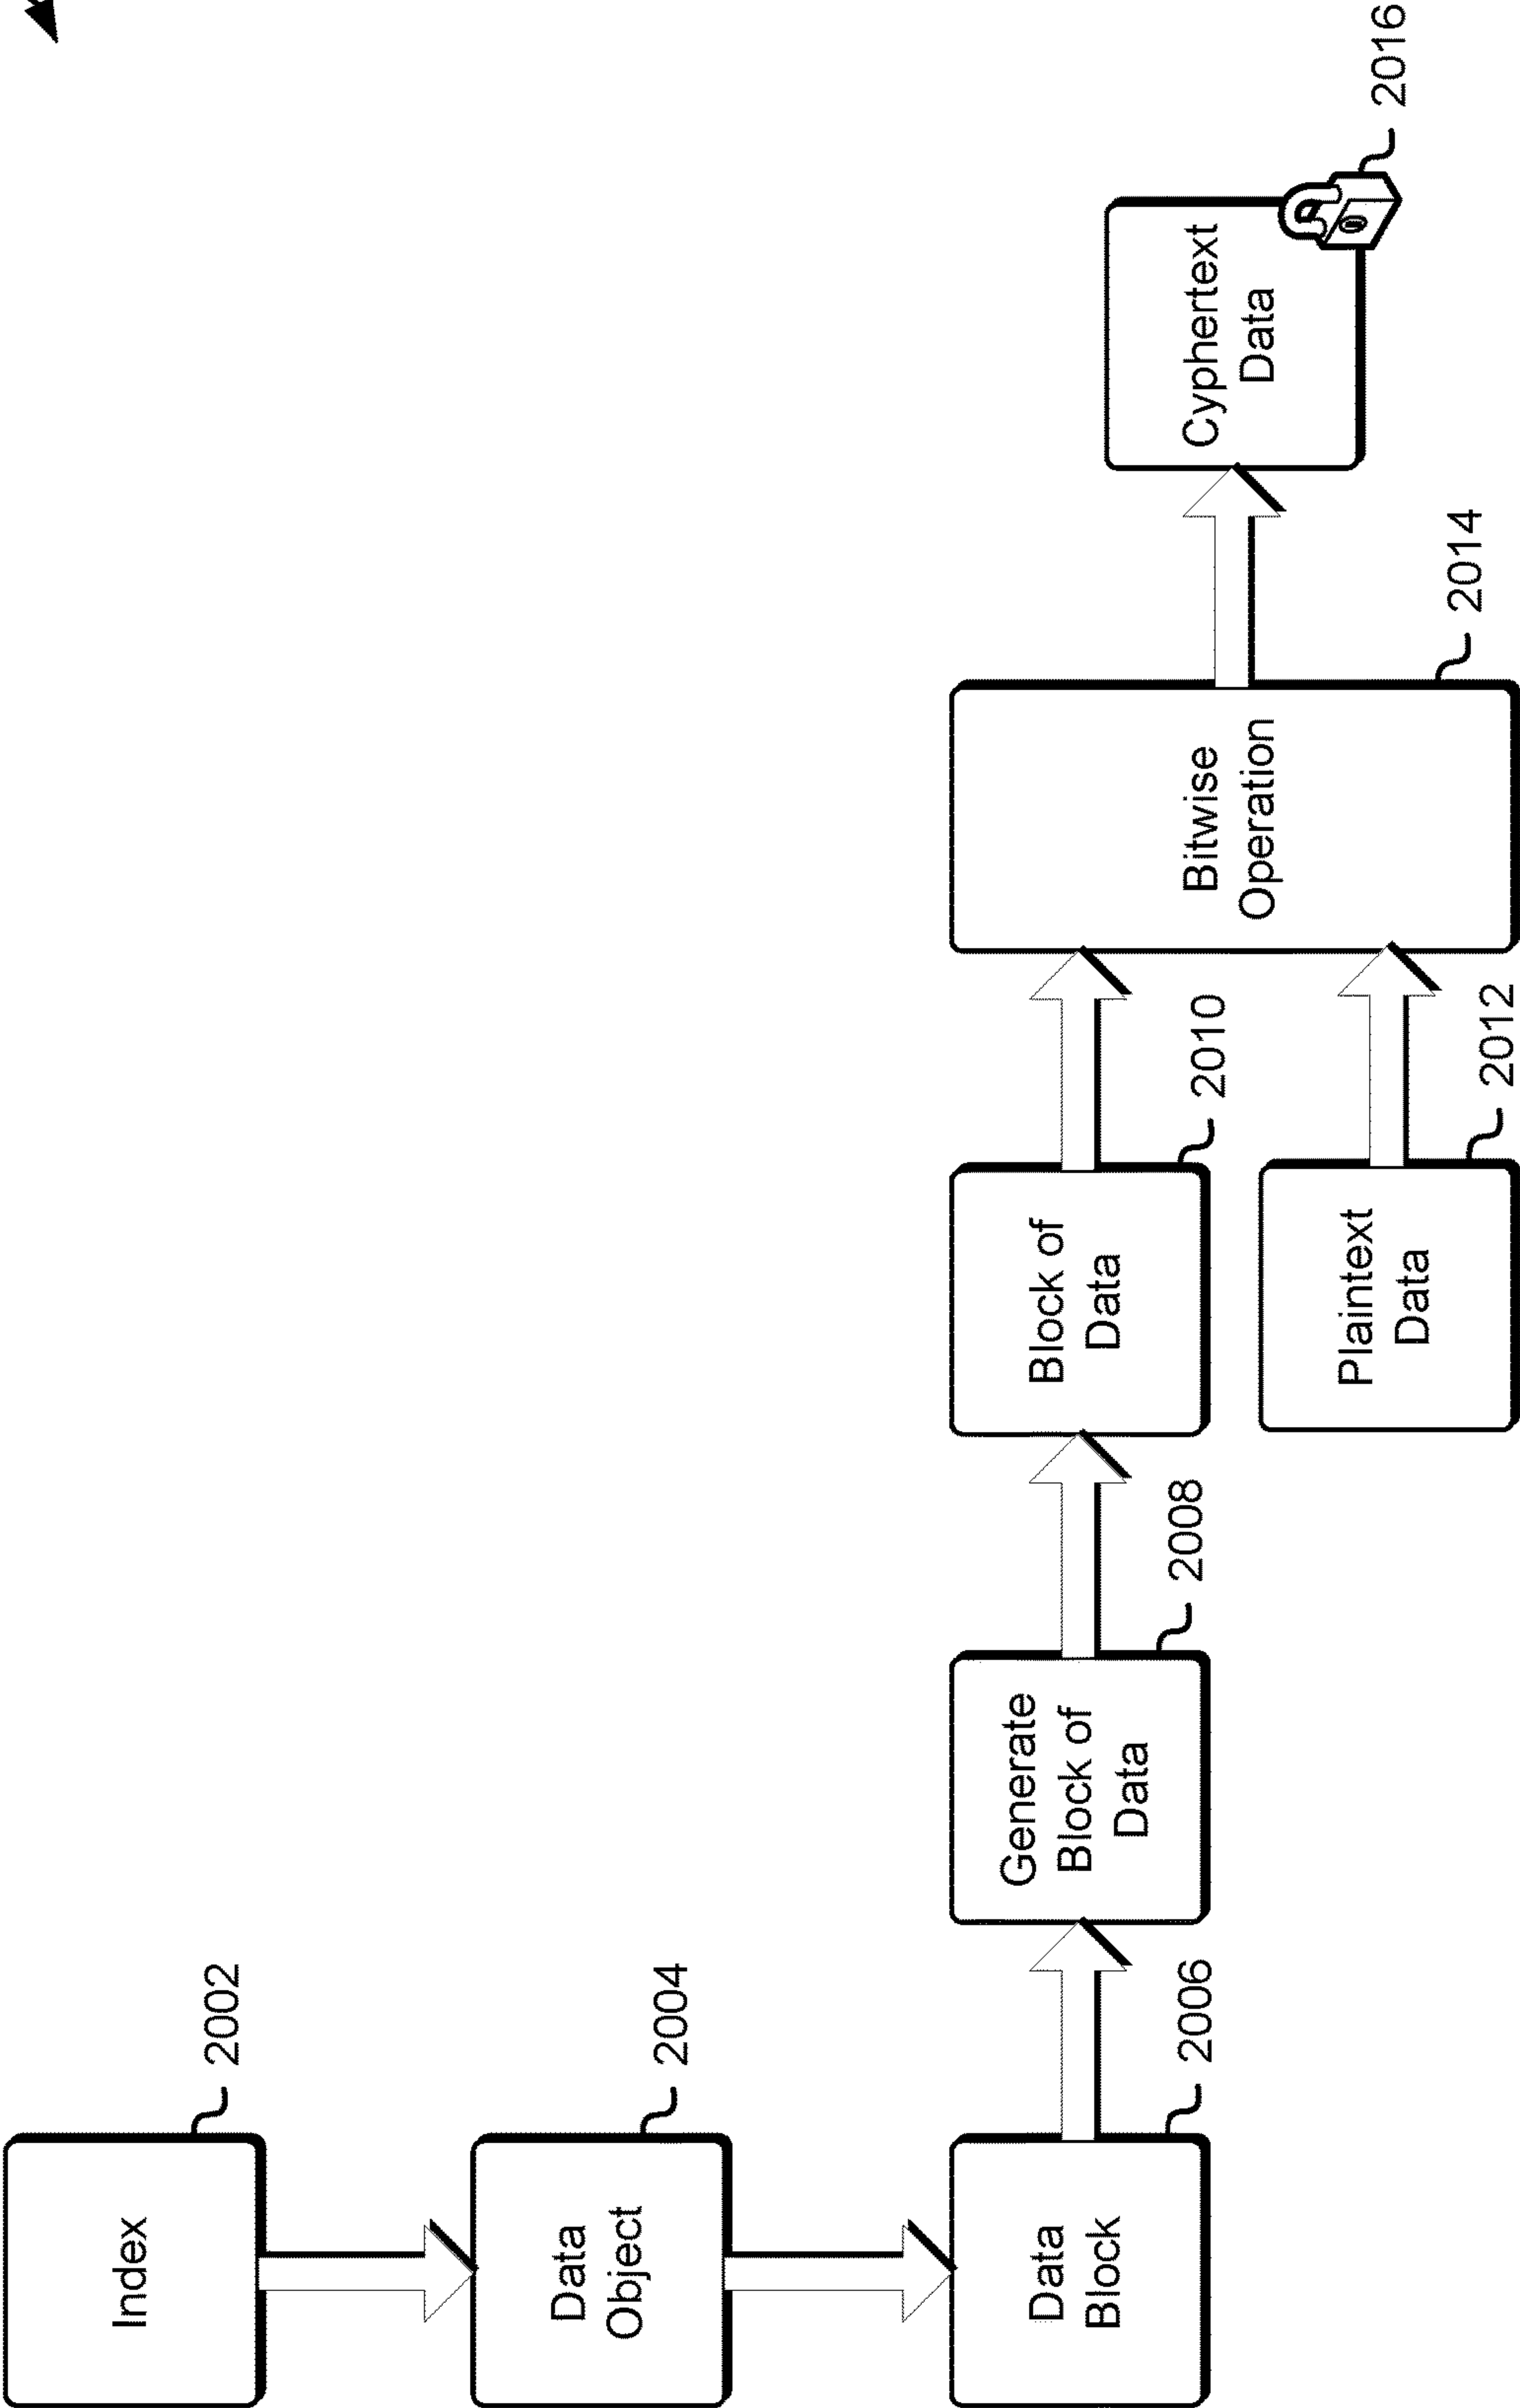 Index
2002
Data
Object
2004
Data
Block
2006
Generate
Block of
Data
2008
Block of
Data
2010
Plaintext
Data
2012
Bitwise
Operation
2014
Cyphertext
Data
2016